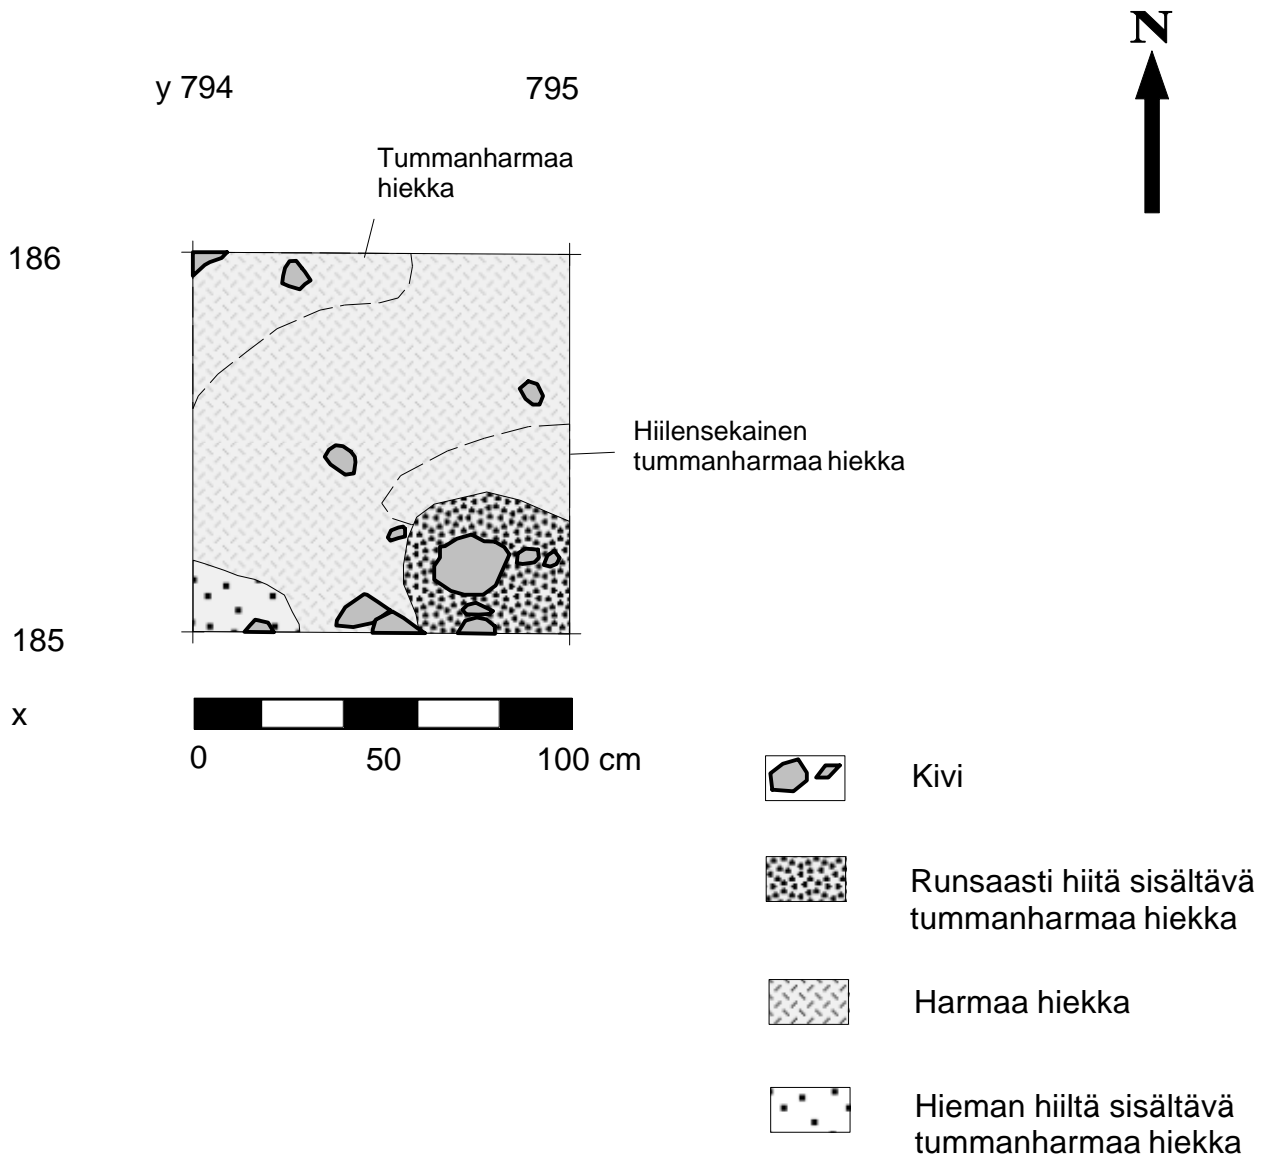 N
y 794
795
Tummanharmaa
hiekka
186
Hiilensekainen
tummanharmaa hiekka
185
x
0
50
100 cm
Kivi
Runsaasti hiitä sisältävä
tummanharmaa hiekka
Harmaa hiekka
Hieman hiiltä sisältävä
tummanharmaa hiekka